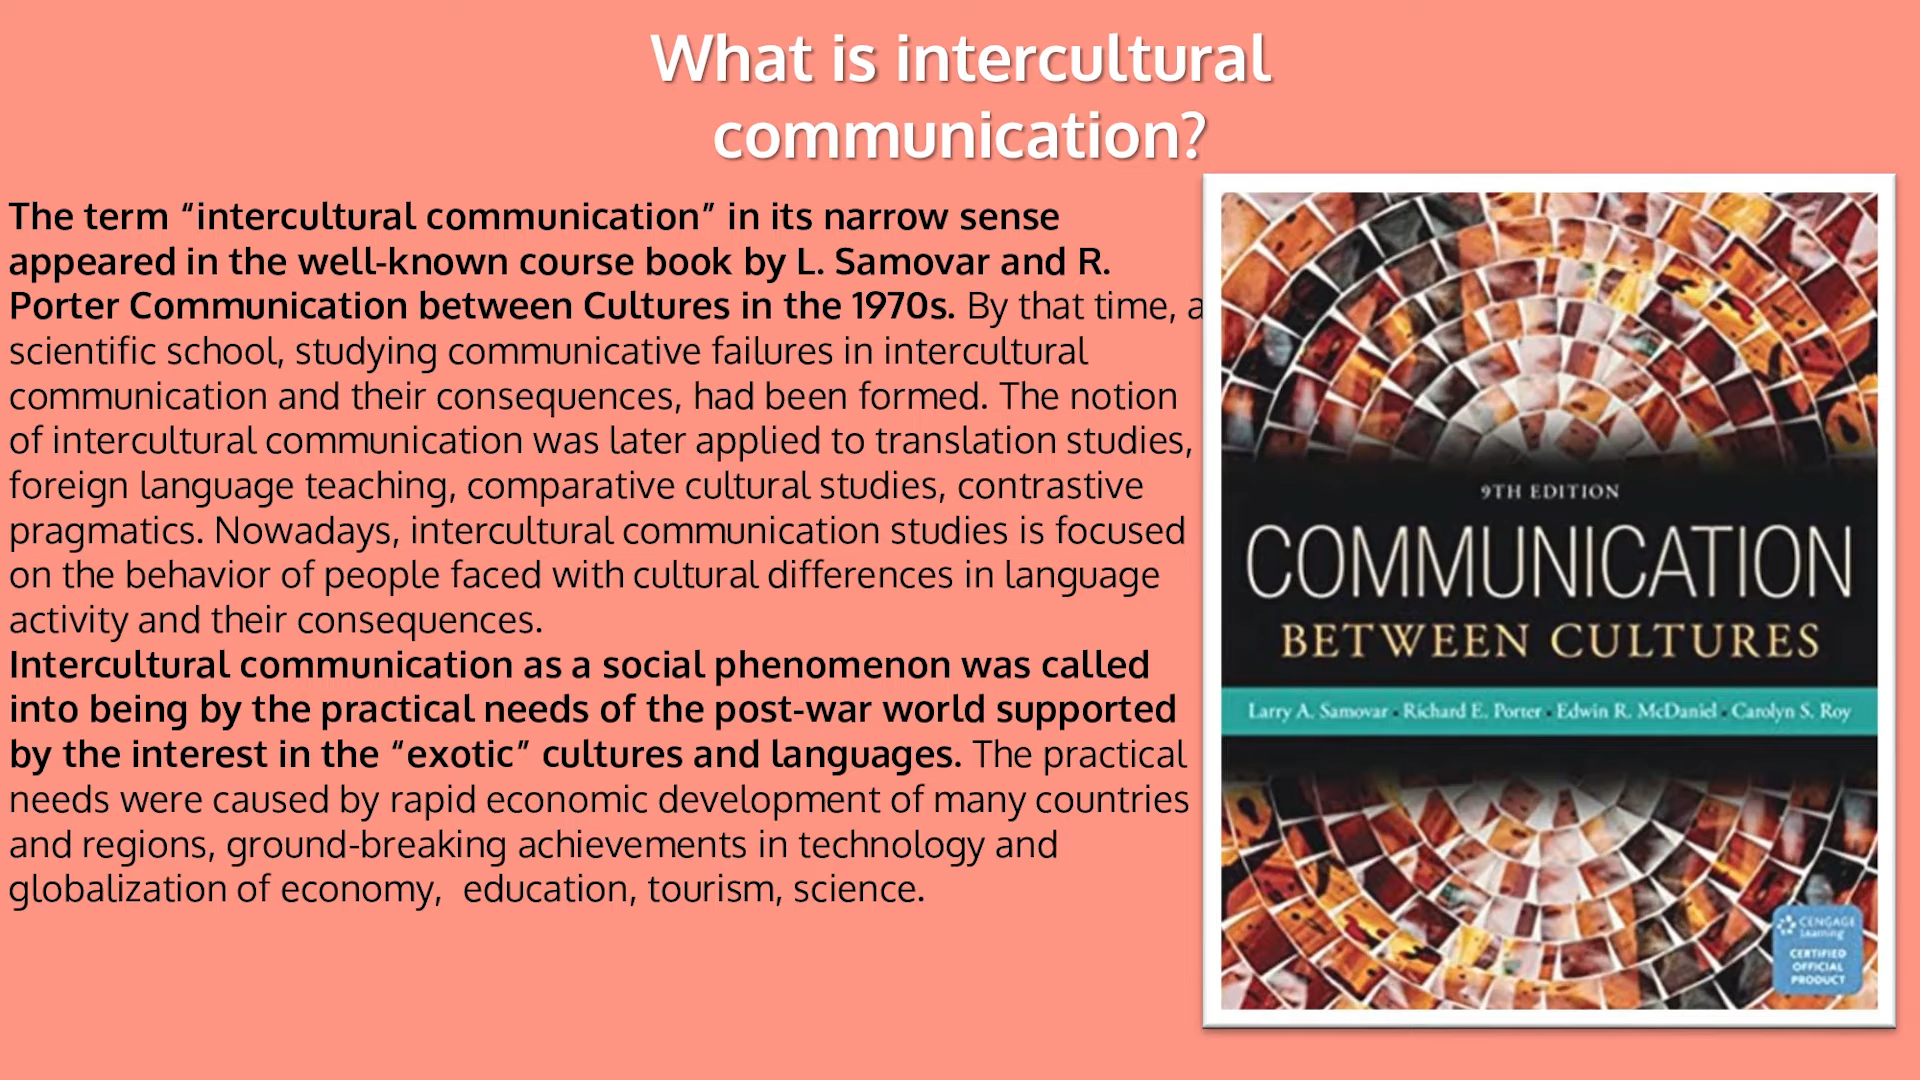 What is intercultural
communication?
The term “intercultural communication” in its narrow sense
appeared in the well-known course book by L. Samovar and R.
Porter Communication between Cultures in the 1970s. By that time, a
scientific school, studying communicative failures in intercultural
communication and their consequences, had been formed. The notion
of intercultural communication was later applied to translation studies,
foreign language teaching, comparative cultural studies, contrastive
pragmatics. Nowadays, intercultural communication studies is focused
on the behavior of people faced with cultural differences in language
activity and their consequences.
Intercultural communication as a social phenomenon was called
into being by the practical needs of the post-war world supported
by the interest in the “exotic” cultures and languages. The practical
needs were caused by rapid economic development of many countries
and regions, ground-breaking achievements in technology and
globalization of economy,  education, tourism, science.
9TH EDITION
COMMUNICATION
BETWEEN CULTURES
Larry A. Samovar · Richard E. Porter · Edwin R. McDaniel · Carolyn S. Roy
CENGAGE
Learning
CERTIFIED
OFFICIAL
PRODUCT